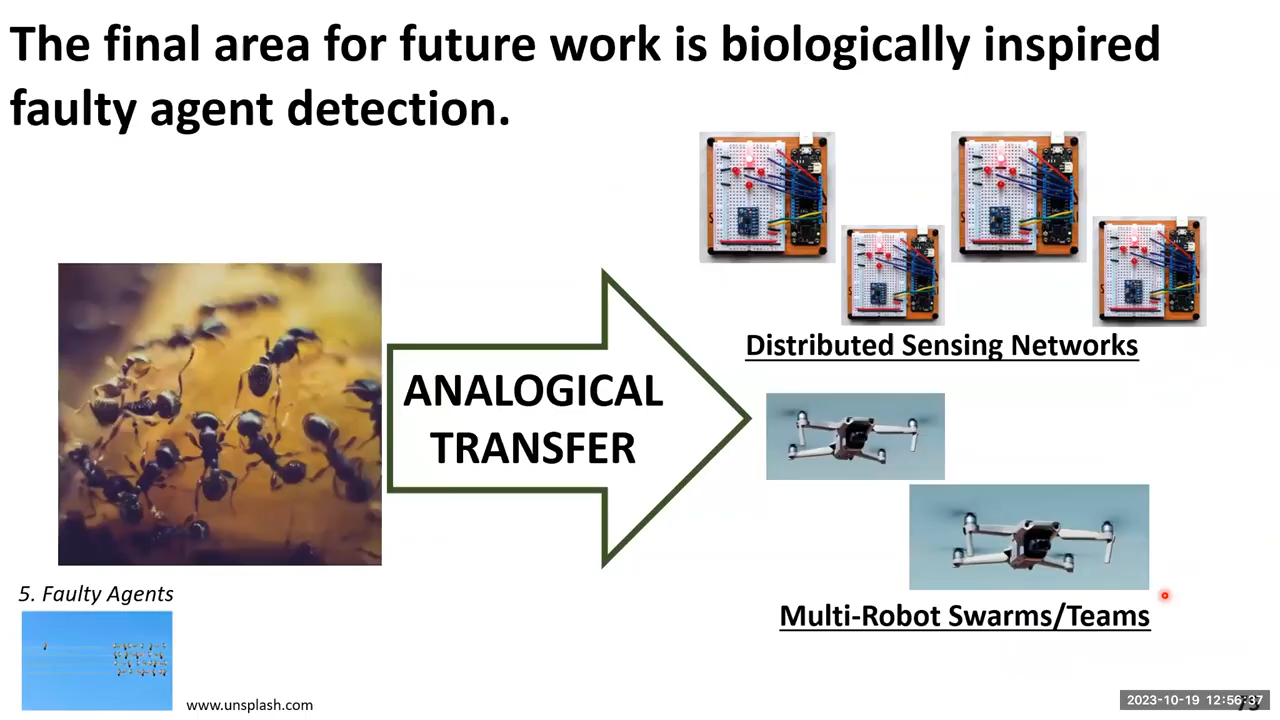 The final area for future work is biologically inspired
faulty agent detection.
Distributed Sensing Networks
ANALOGICAL
TRANSFER
Multi-Robot Swarms/Teams
5. Faulty Agents
www.unsplash.com
2023-10-19 12:56:37